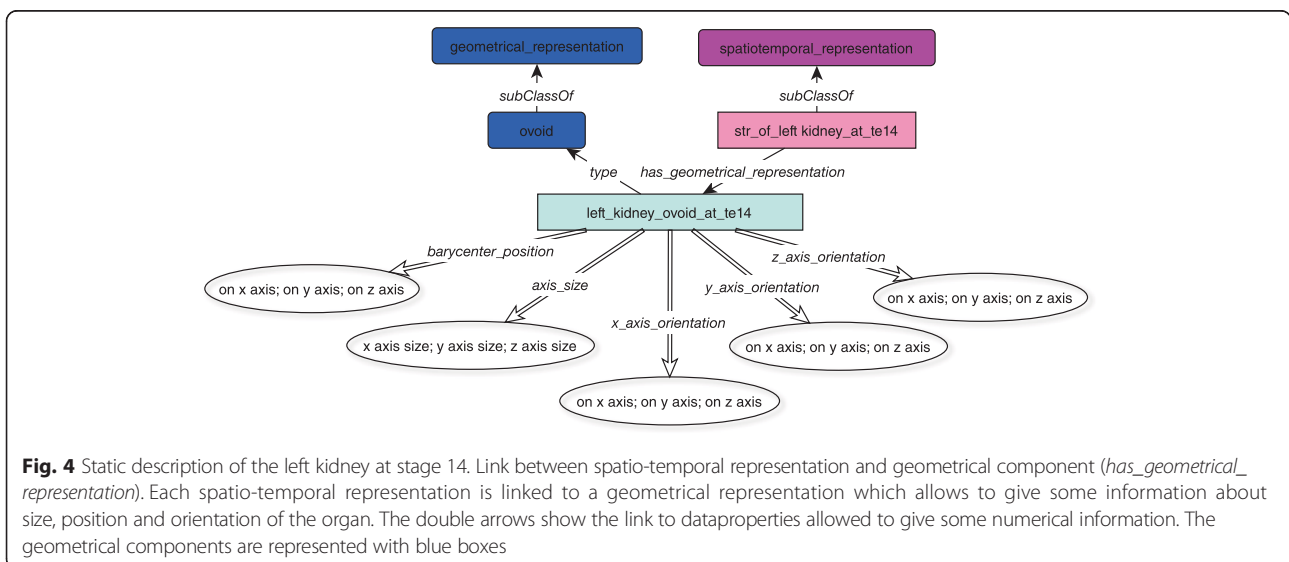 geometrical_representation
spatiotemporal_representation
subClassOf
subClassOf
ovoid
str_of_left kidney_at_te14
type
has_geometrical_representation
left_kidney_ovoid_at_te14
barycenter_position
z_axis_orientation
axis_size
y_axis_orientation
on x axis; on y axis; on z axis
on x axis; on y axis; on z axis
x_axis_orientation
x axis size; y axis size; z axis size
on x axis; on y axis; on z axis
on x axis; on y axis; on z axis
Fig. 4 Static description of the left kidney at stage 14. Link between spatio-temporal representation and geometrical component (has_geometrical_
representation). Each spatio-temporal representation is linked to a geometrical representation which allows to give some information about
size, position and orientation of the organ. The double arrows show the link to dataproperties allowed to give some numerical information. The
geometrical components are represented with blue boxes